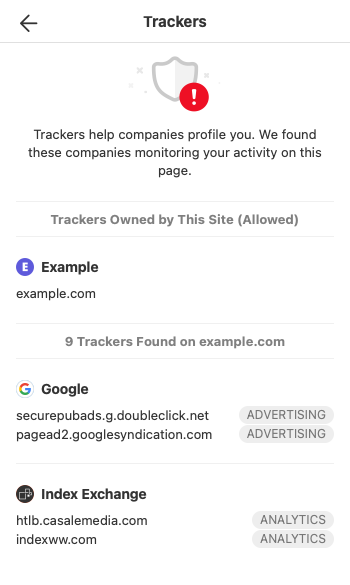 Trackers
Trackers help companies profile you. We found
these companies monitoring your activity on this
page.
Trackers Owned by This Site (Allowed)
E Example
example.com
9 Trackers Found on example.com
G Google
securepubads.g.doubleclick.net ADVERTISING
pagead2.googlesyndication.com ADVERTISING
Index Exchange
htlb.casalemedia.com ANALYTICS
indexww.com ANALYTICS